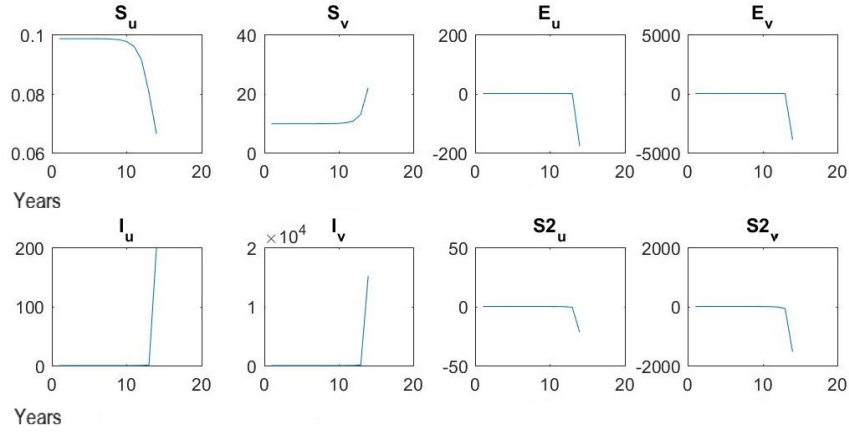 S_u S_v E_u E_v
0.1 40 200 5000
0.08 20 0 0
0.06 0 -200 -5000
0 10 20 0 10 20 0 10 20 0 10 20
Years
I_u I_v S2_u S2_v
×10^4
200 2 50 2000
100 1 0 0
0 0 -50 -2000
0 10 20 0 10 20 0 10 20 0 10 20
Years